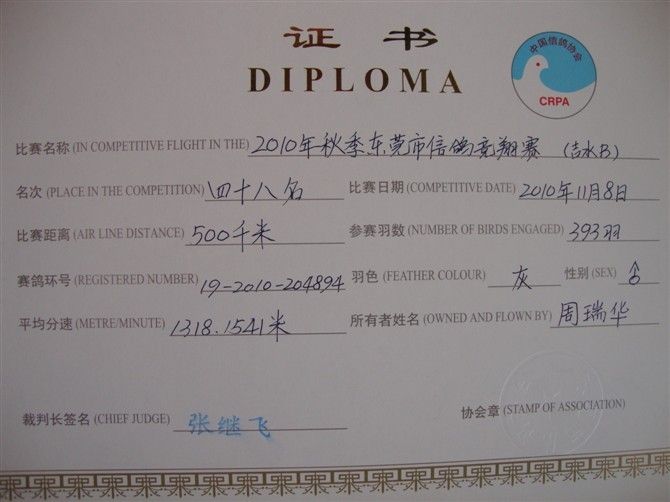 证书
DIPLOMA
中国信鸽协会
CRPA
比赛名称 (IN COMPETITIVE FLIGHT IN THE) 2010年秋季东莞市信鸽竞翔赛 (吉水B)
名次 (PLACE IN THE COMPETITION) 四十八名 比赛日期 (COMPETITIVE DATE) 2010年11月8日
比赛距离 (AIR LINE DISTANCE) 500千米 参赛羽数 (NUMBER OF BIRDS ENGAGED) 393羽
赛鸽环号 (REGISTERED NUMBER) 19-2010-204894 羽色 (FEATHER COLOUR) 灰 性别 (SEX) ♂
平均分速 (METRE/MINUTE) 1318.1541米 所有者姓名 (OWNED AND FLOWN BY) 周瑞华
裁判长签名 (CHIEF JUDGE) 张继飞 协会章 (STAMP OF ASSOCIATION)